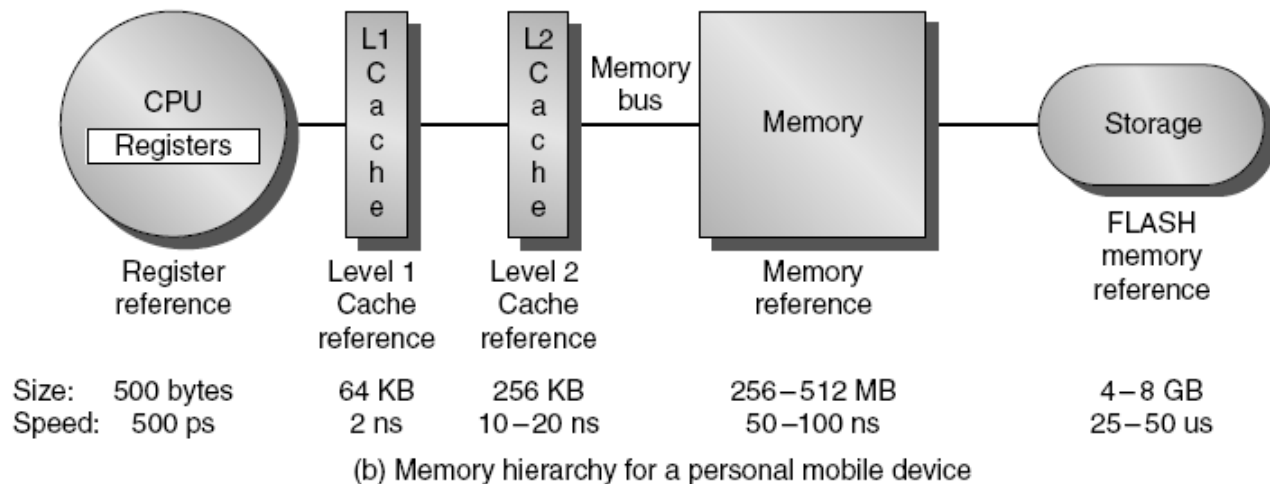 CPU
Registers
L1
C
a
c
h
e
L2
C
a
c
h
e
Memory
bus
Memory
Storage
Register
reference
Level 1
Cache
reference
Level 2
Cache
reference
Memory
reference
FLASH
memory
reference
Size: 500 bytes 64 KB 256 KB 256–512 MB 4–8 GB
Speed: 500 ps 2 ns 10–20 ns 50–100 ns 25–50 us
(b) Memory hierarchy for a personal mobile device